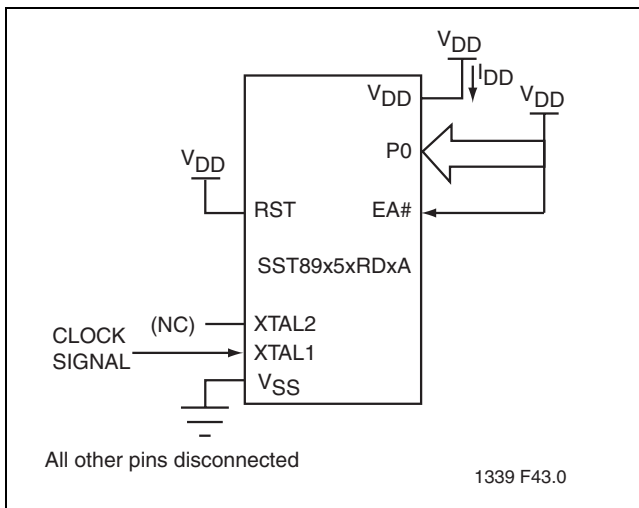 VDD
IDD
VDD
VDD
P0
VDD
RST
EA#
SST89x5xRDxA
(NC)
XTAL2
CLOCK
SIGNAL
XTAL1
VSS
All other pins disconnected
1339 F43.0